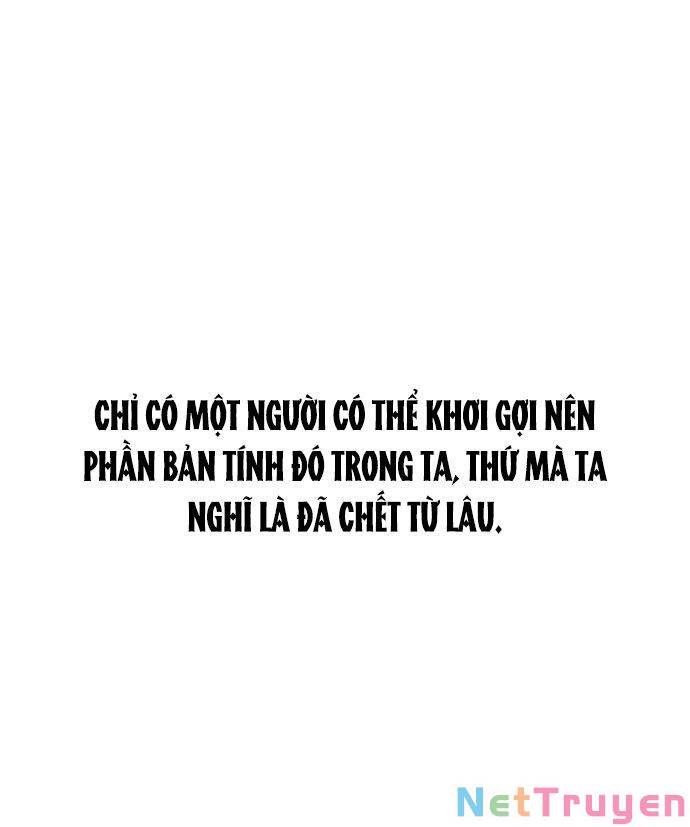 CHỈ CÓ MỘT NGƯỜI CÓ THỂ KHƠI GỢI NÊN
PHẦN BẢN TÍNH ĐÓ TRONG TA, THỨ MÀ TA
NGHĨ LÀ ĐÃ CHẾT TỪ LÂU.
NetTruyen